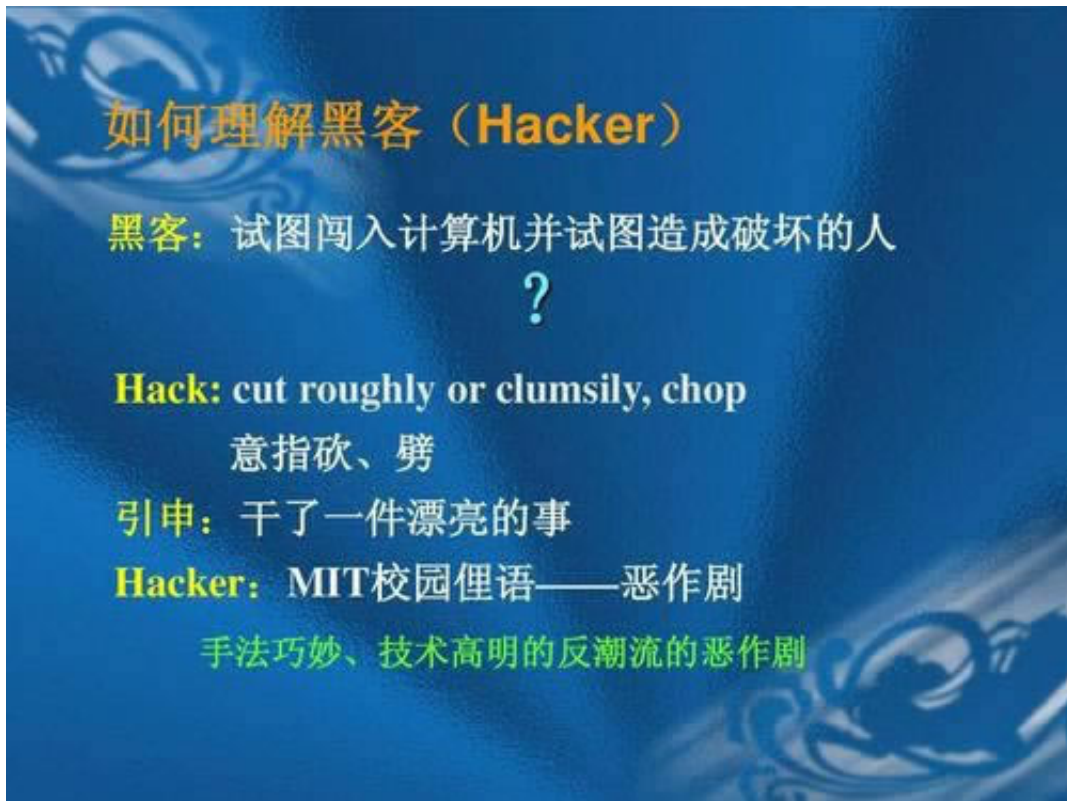 如何理解黑客（Hacker）
黑客：试图闯入计算机并试图造成破坏的人
？
Hack: cut roughly or clumsily, chop
意指砍、劈
引申：干了一件漂亮的事
Hacker：MIT校园俚语——恶作剧
手法巧妙、技术高明的反潮流的恶作剧